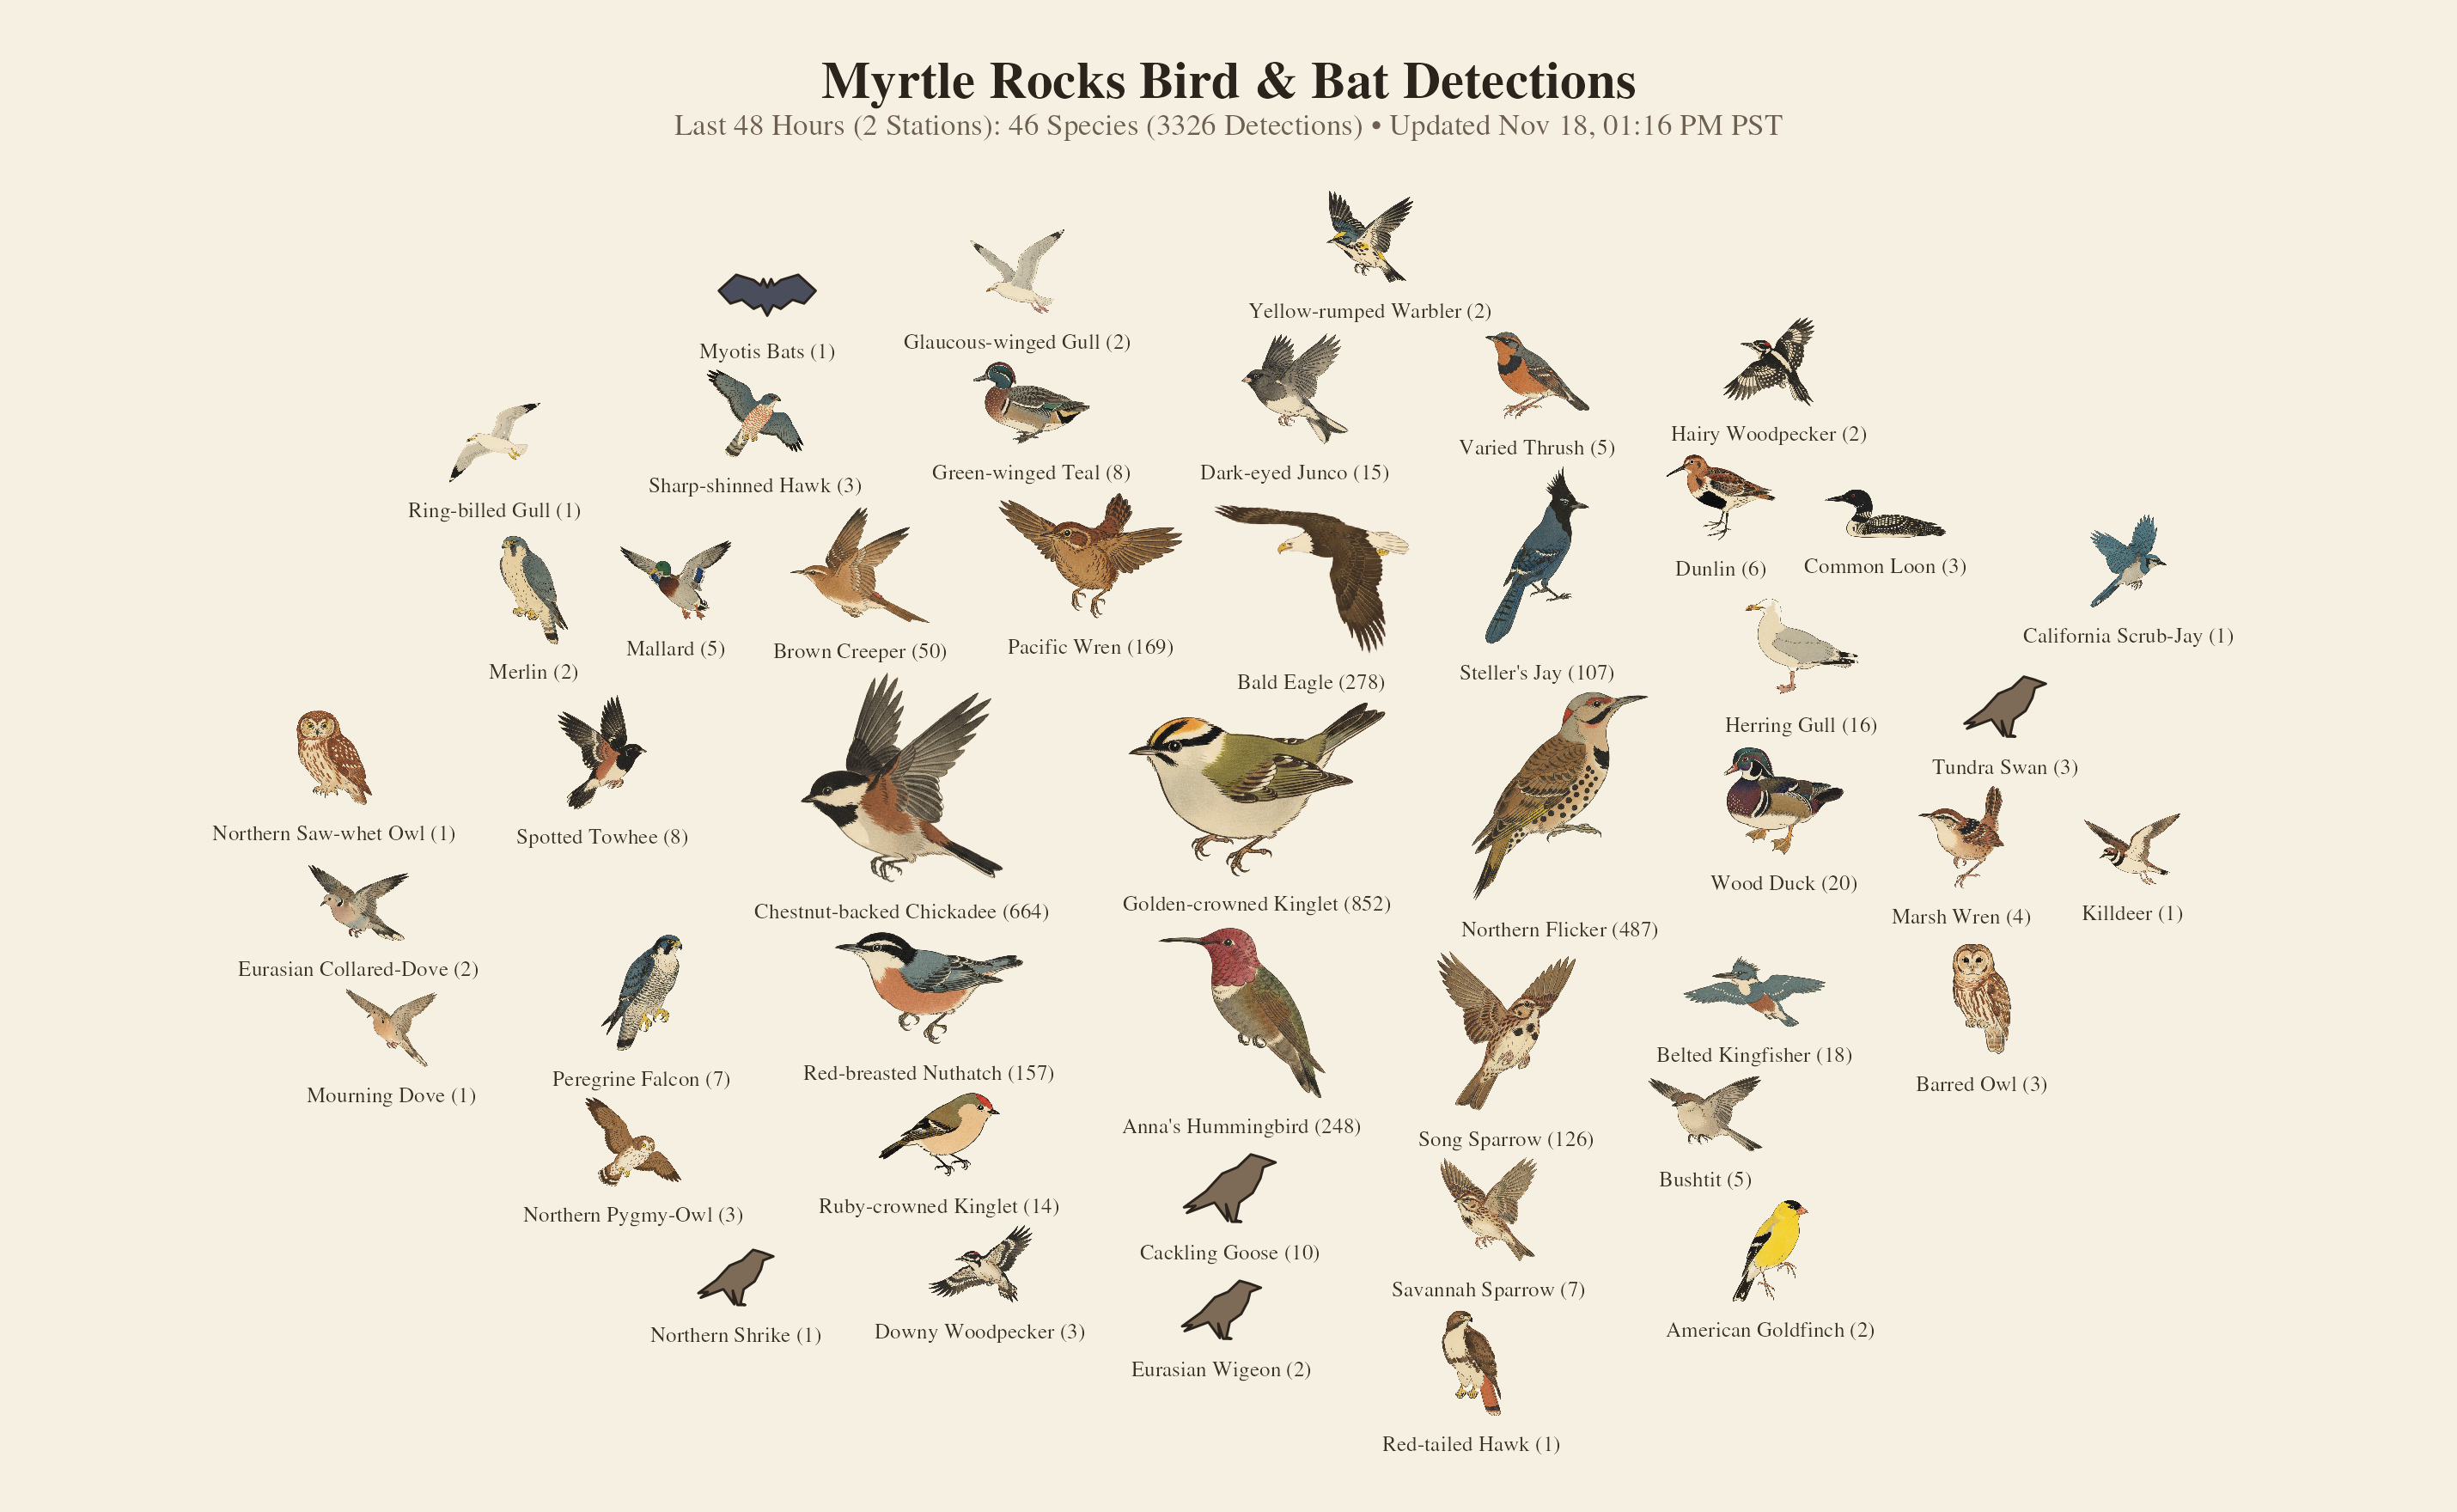 Myrtle Rocks Bird & Bat Detections
Last 48 Hours (2 Stations): 46 Species (3326 Detections) • Updated Nov 18, 01:16 PM PST
Yellow-rumped Warbler (2)
Glaucous-winged Gull (2)
Myotis Bats (1)
Hairy Woodpecker (2)
Varied Thrush (5)
Dark-eyed Junco (15)
Green-winged Teal (8)
Sharp-shinned Hawk (3)
Ring-billed Gull (1)
Common Loon (3)
Dunlin (6)
California Scrub-Jay (1)
Pacific Wren (169)
Mallard (5)
Brown Creeper (50)
Merlin (2)
Steller's Jay (107)
Bald Eagle (278)
Herring Gull (16)
Tundra Swan (3)
Northern Saw-whet Owl (1)
Spotted Towhee (8)
Wood Duck (20)
Golden-crowned Kinglet (852)
Chestnut-backed Chickadee (664)
Killdeer (1)
Marsh Wren (4)
Northern Flicker (487)
Eurasian Collared-Dove (2)
Belted Kingfisher (18)
Red-breasted Nuthatch (157)
Peregrine Falcon (7)
Barred Owl (3)
Mourning Dove (1)
Anna's Hummingbird (248)
Song Sparrow (126)
Bushtit (5)
Ruby-crowned Kinglet (14)
Northern Pygmy-Owl (3)
Cackling Goose (10)
Savannah Sparrow (7)
American Goldfinch (2)
Downy Woodpecker (3)
Northern Shrike (1)
Eurasian Wigeon (2)
Red-tailed Hawk (1)